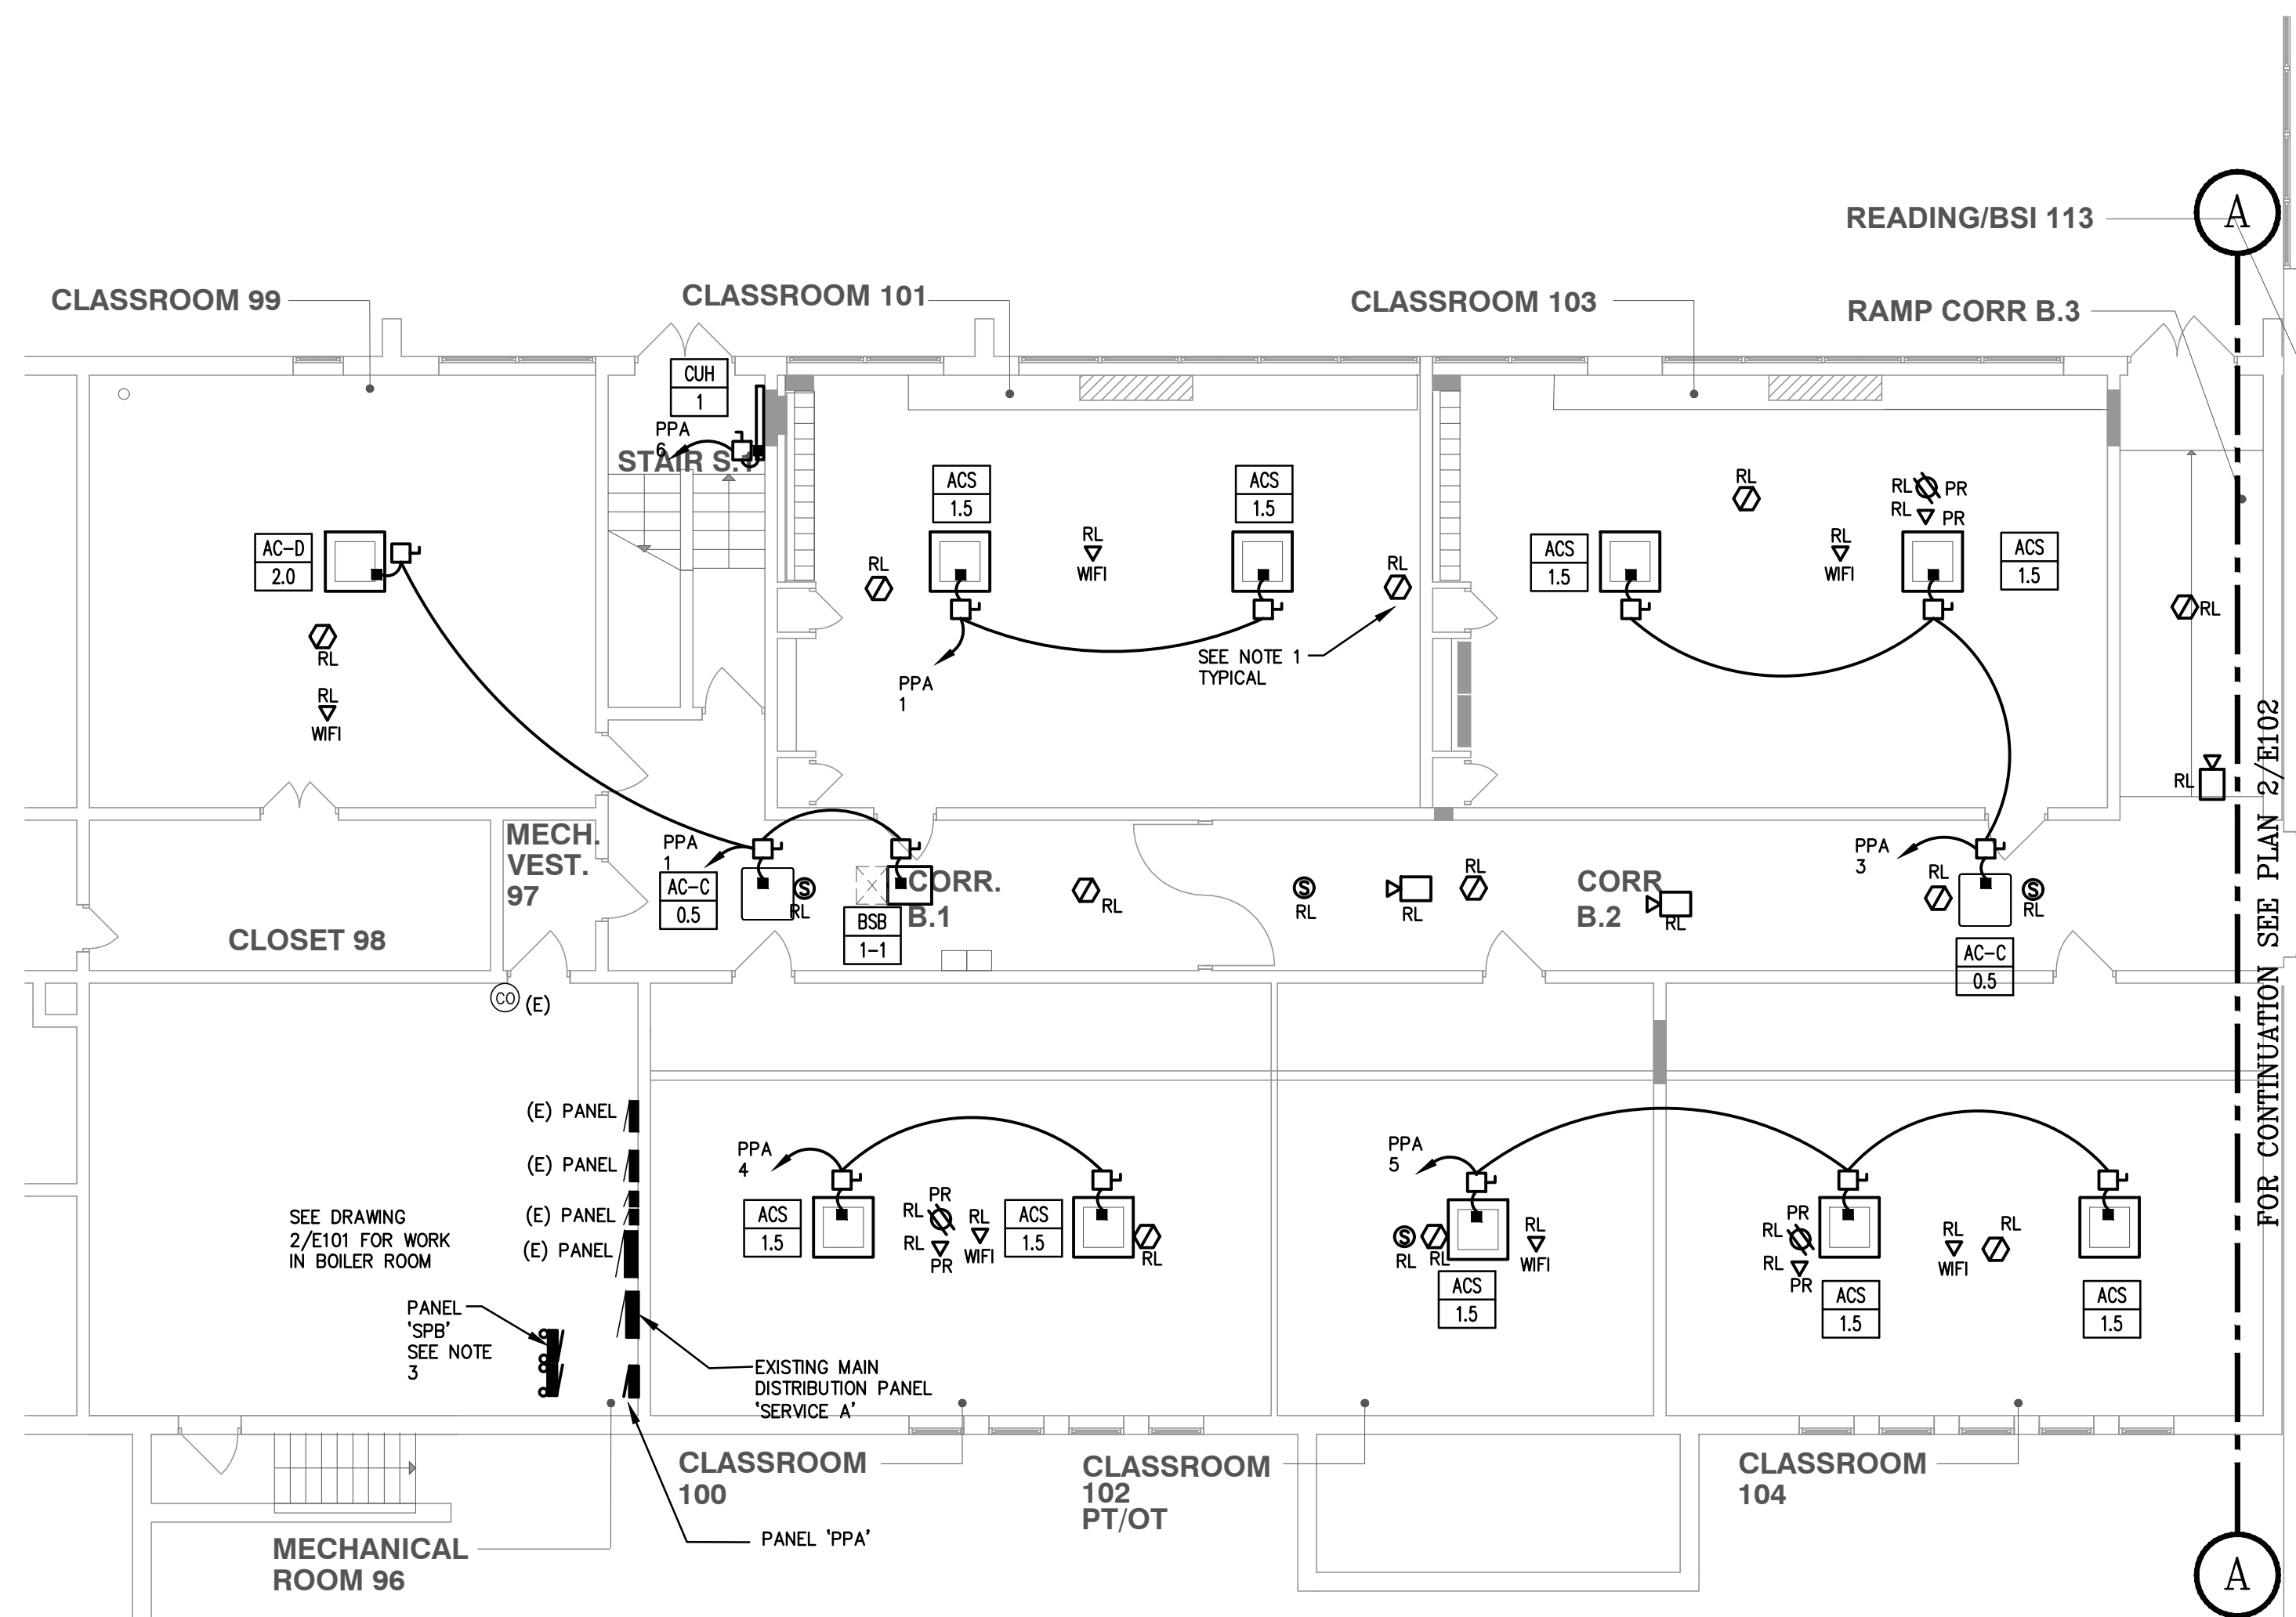 READING/BSI 113
A
CLASSROOM 99
CLASSROOM 101
CLASSROOM 103
RAMP CORR B.3
CUH
1
PPA
6
STAIR S.1
ACS
1.5
ACS
1.5
RL
PR
RL
PR
RL
AC-D
2.0
RL
WIFI
RL
RL
ACS
1.5
RL
WIFI
ACS
1.5
RL
RL
RL
WIFI
SEE NOTE 1
TYPICAL
PPA
1
RL
MECH.
VEST.
97
PPA
1
AC-C
0.5
S
RL
BSB
1-1
CORR.
B.1
RL
S
RL
RL
RL
CORR
B.2
RL
PPA
3
RL
S
RL
AC-C
0.5
CLOSET 98
CO
(E)
FOR CONTINUATION SEE PLAN 2/E102
(E) PANEL
(E) PANEL
(E) PANEL
(E) PANEL
PPA
4
ACS
1.5
RL
PR
RL
PR
RL
WIFI
ACS
1.5
RL
PPA
5
S
RL
RL
RL
WIFI
ACS
1.5
PR
RL
RL
PR
ACS
1.5
RL
WIFI
RL
ACS
1.5
SEE DRAWING
2/E101 FOR WORK
IN BOILER ROOM
PANEL
'SPB'
SEE NOTE
3
EXISTING MAIN
DISTRIBUTION PANEL
'SERVICE A'
CLASSROOM
100
CLASSROOM
102
PT/OT
CLASSROOM
104
PANEL 'PPA'
MECHANICAL
ROOM 96
A